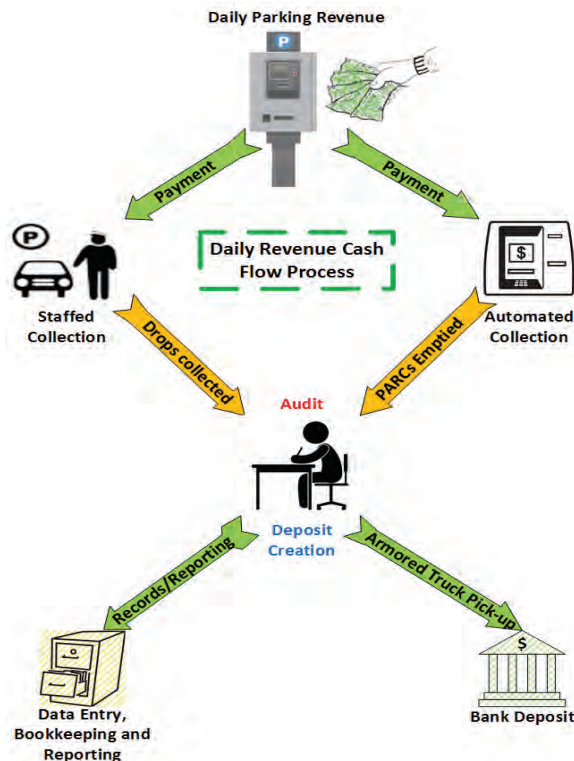 Daily Parking Revenue
P
Payment
Payment
P
Daily Revenue Cash
Flow Process
$
Staffed
Collection
Automated
Collection
Drops collected
PARCs Emptied
Audit
Deposit
Creation
Records/Reporting
Armored Truck Pick-up
$
Data Entry,
Bookkeeping and
Reporting
Bank Deposit